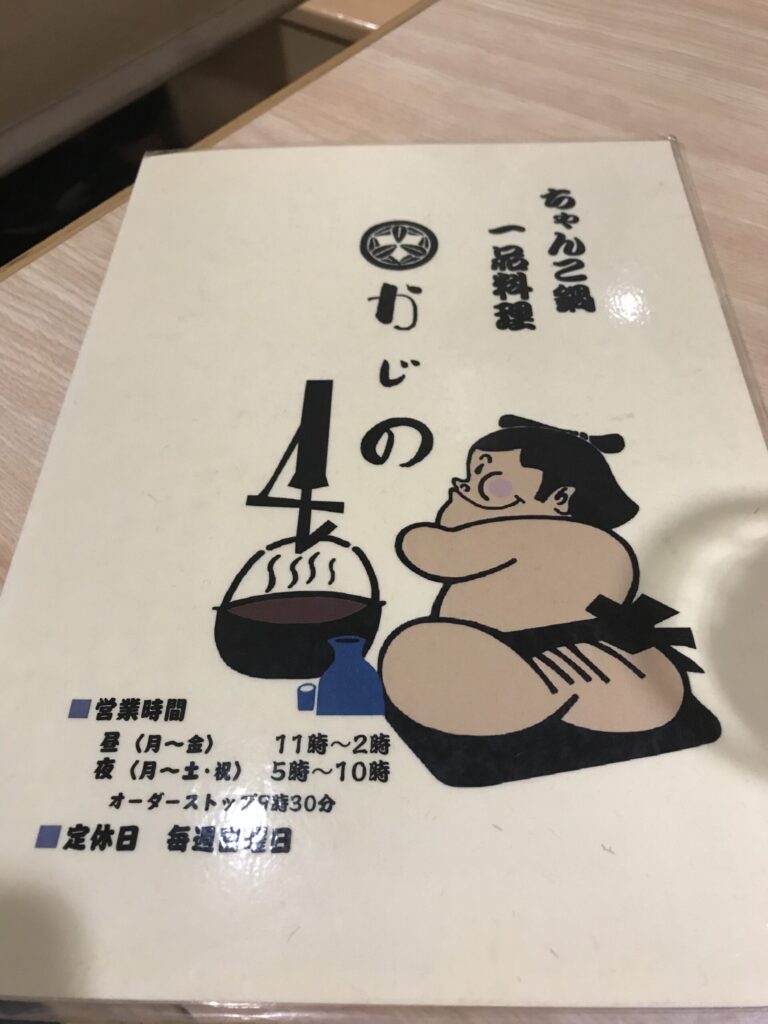 ちゃんこ鍋
一品料理
かじの
■営業時間
昼（月～金） 11時～2時
夜（月～土・祝） 5時～10時
オーダーストップ9時30分
■定休日 毎週日曜日